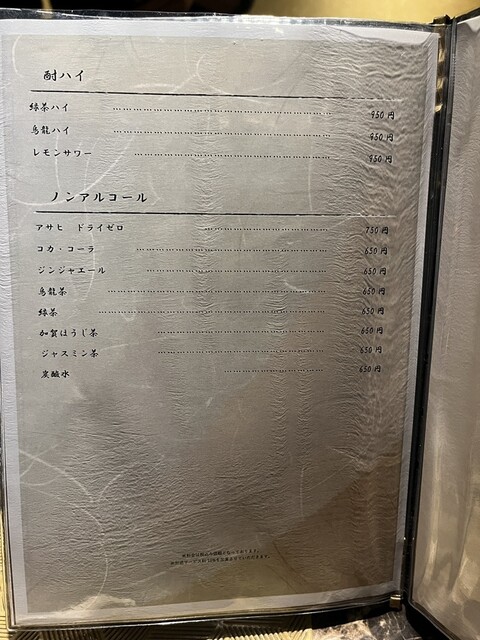 酎ハイ
緑茶ハイ ........ 950円
烏龍ハイ ........ 950円
レモンサワー ........ 950円
ノンアルコール
アサヒ ドライゼロ ........ 750円
コカ・コーラ ........ 650円
ジンジャエール ........ 650円
烏龍茶 ........ 650円
緑茶 ........ 650円
加賀ほうじ茶 ........ 650円
ジャスミン茶 ........ 650円
炭酸水 ........ 650円